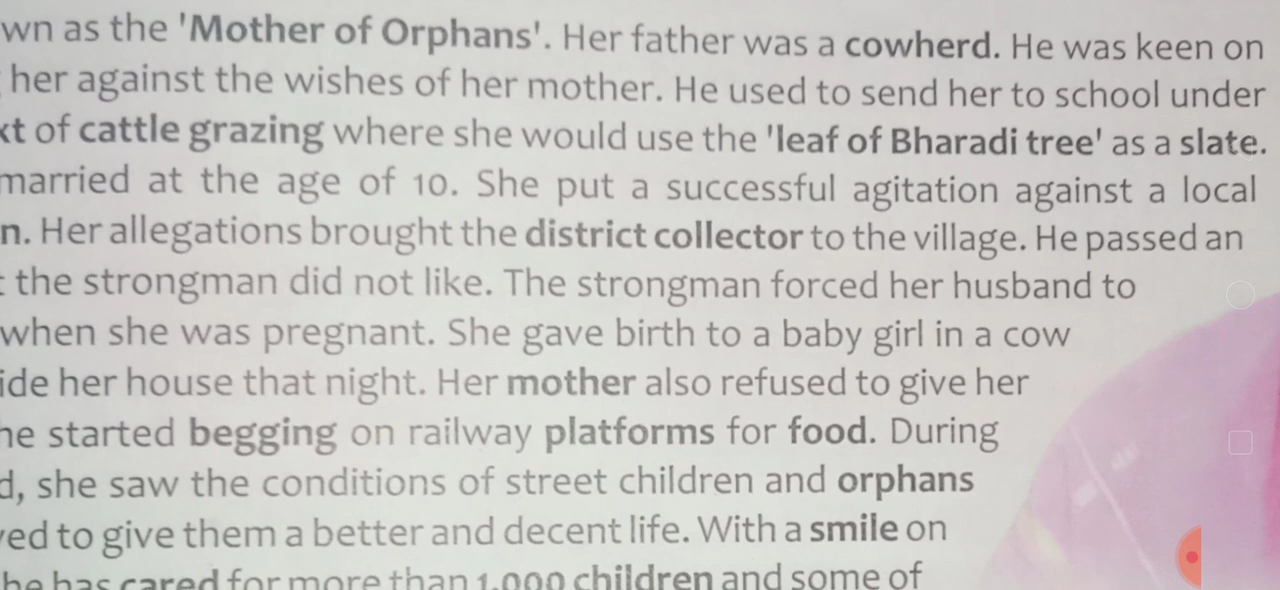 wn as the 'Mother of Orphans'. Her father was a cowherd. He was keen on
her against the wishes of her mother. He used to send her to school under
xt of cattle grazing where she would use the 'leaf of Bharadi tree' as a slate.
married at the age of 10. She put a successful agitation against a local
n. Her allegations brought the district collector to the village. He passed an
the strongman did not like. The strongman forced her husband to
when she was pregnant. She gave birth to a baby girl in a cow
ide her house that night. Her mother also refused to give her
he started begging on railway platforms for food. During
d, she saw the conditions of street children and orphans
ved to give them a better and decent life. With a smile on
he has cared for more than 1,000 children and some of